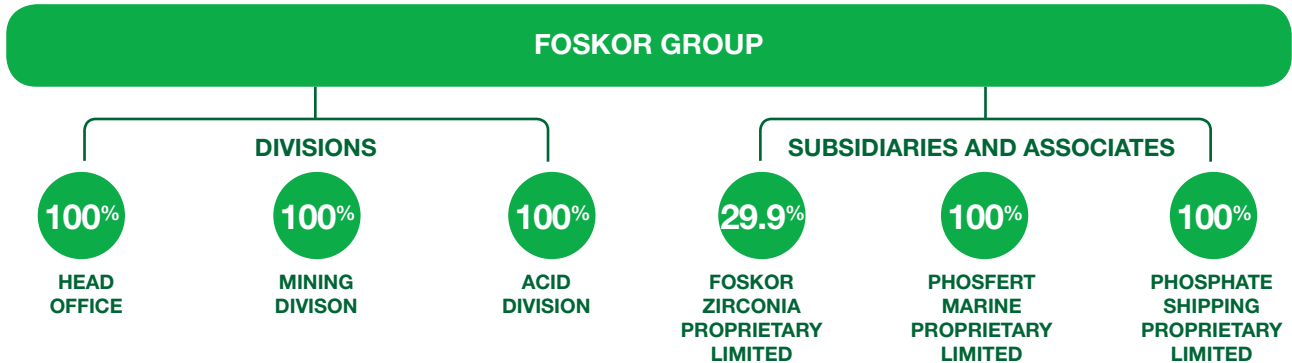 FOSKOR GROUP
DIVISIONS
SUBSIDIARIES AND ASSOCIATES
100%
100%
100%
29.9%
100%
100%
HEAD
OFFICE
MINING
DIVISON
ACID
DIVISION
FOSKOR
ZIRCONIA
PROPRIETARY
LIMITED
PHOSFERT
MARINE
PROPRIETARY
LIMITED
PHOSPHATE
SHIPPING
PROPRIETARY
LIMITED